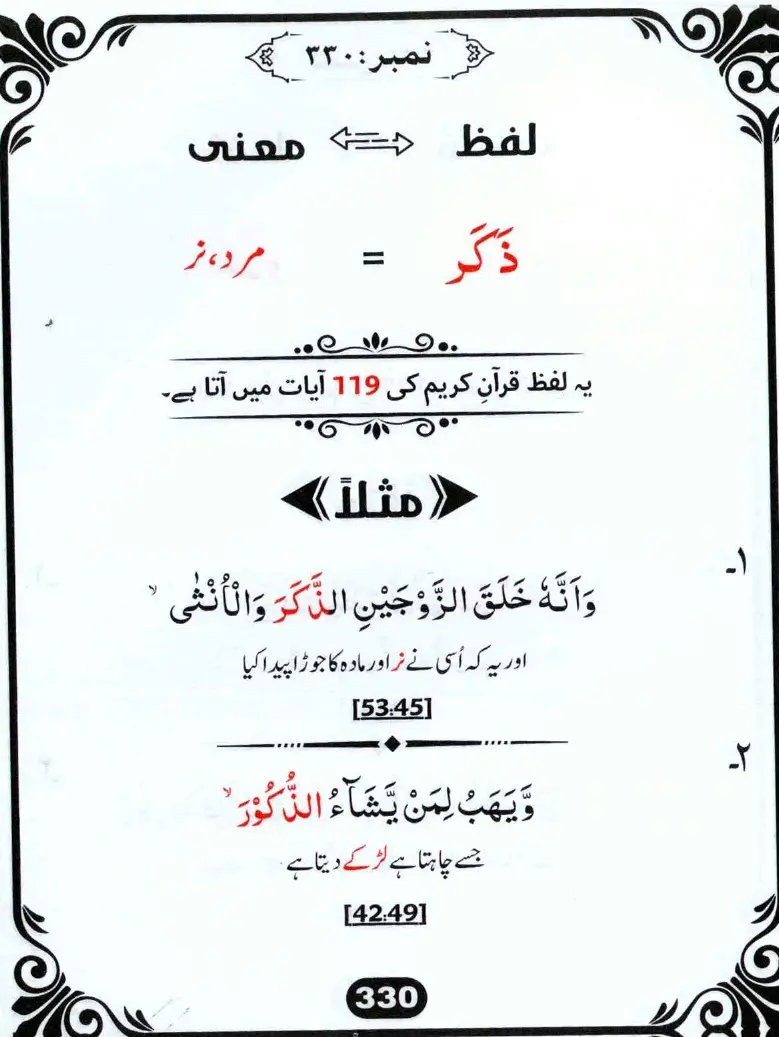 نمبر: ۳۳۰
لفظ ⇐⇒ معنی
ذَکَر = مرد، نر
یہ لفظ قرآنِ کریم کی 119 آیات میں آتا ہے۔
مثلاً
۱۔
وَاَنَّهٗ خَلَقَ الزَّوْجَیْنِ الذَّکَرَ وَالْاُنْثٰی ۙ
اور یہ کہ اُسی نے نر اور مادہ کا جوڑا پیدا کیا
[53:45]
۲۔
وَّیَهَبُ لِمَنْ یَّشَآءُ الذُّکُوْرَ ۙ
جسے چاہتا ہے لڑکے دیتا ہے
[42:49]
330